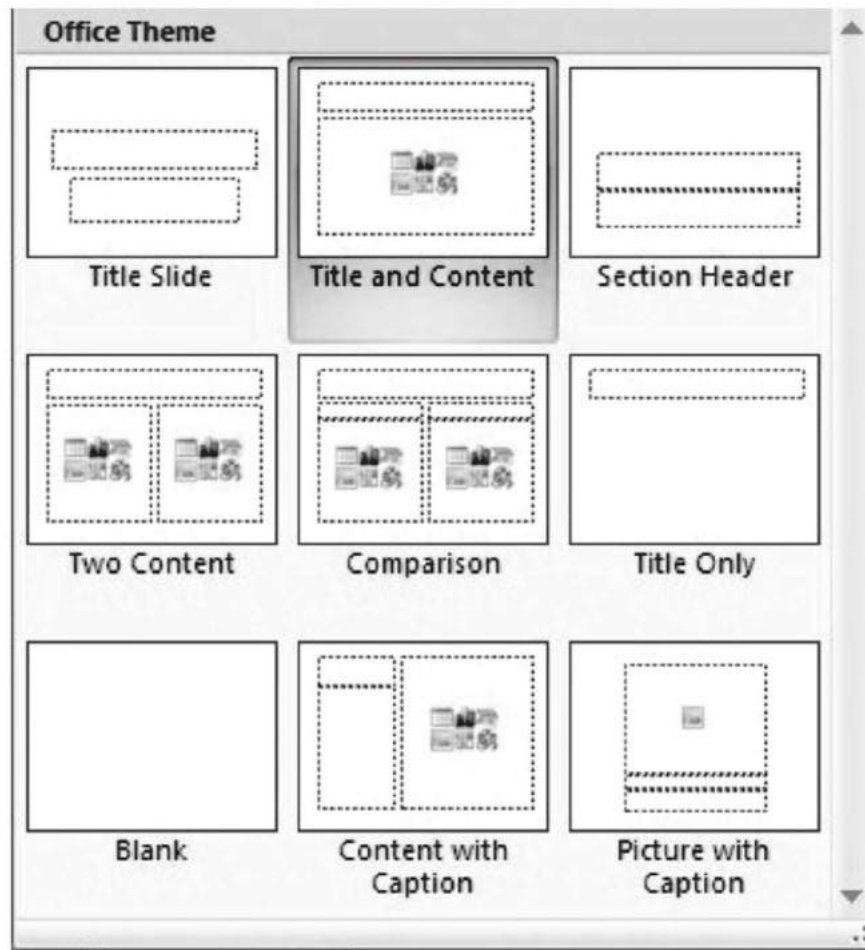 Office Theme
Title Slide
Title and Content
Section Header
Two Content
Comparison
Title Only
Blank
Content with
Caption
Picture with
Caption